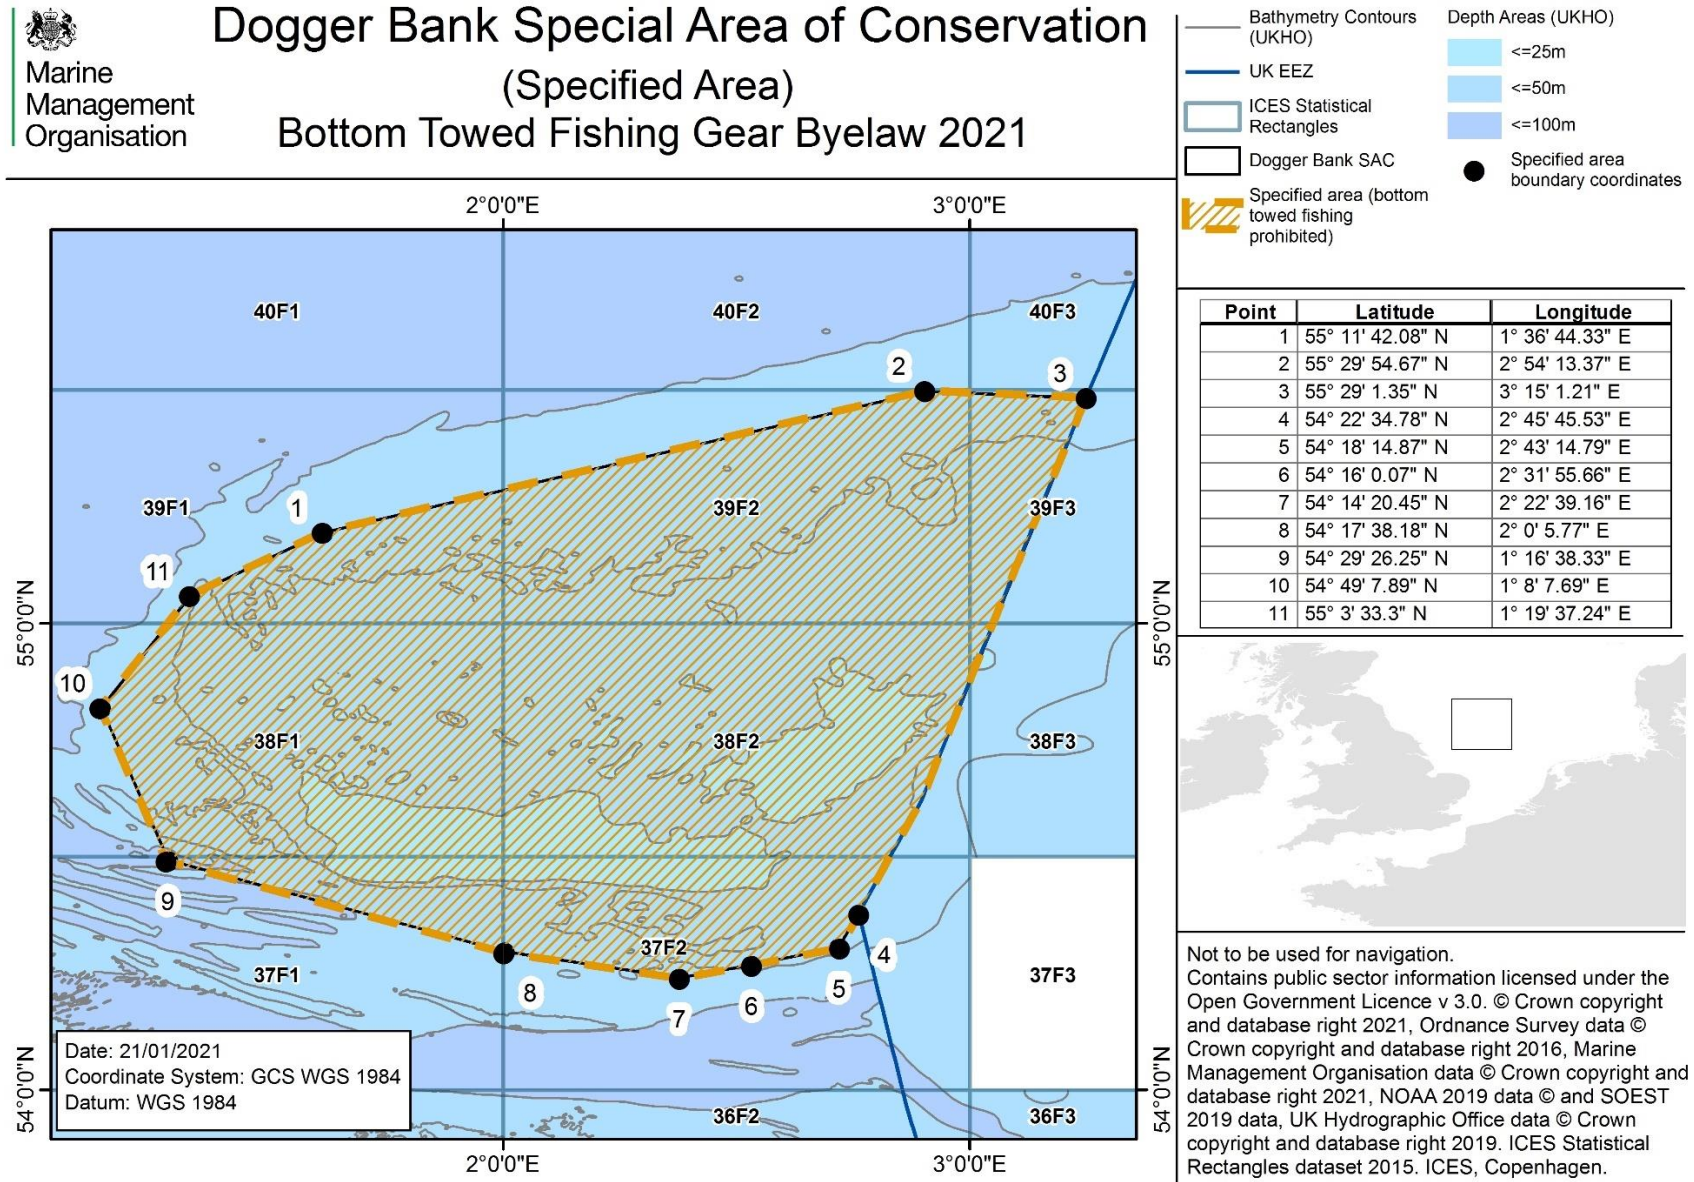 Marine
Management
Organisation
Dogger Bank Special Area of Conservation
(Specified Area)
Bottom Towed Fishing Gear Byelaw 2021
Bathymetry Contours
(UKHO)
UK EEZ
ICES Statistical
Rectangles
Dogger Bank SAC
Specified area (bottom
towed fishing
prohibited)
Depth Areas (UKHO)
<=25m
<=50m
<=100m
Specified area
boundary coordinates
2°0'0"E 3°0'0"E
40F1 40F2 40F3
2 3
39F1 1 39F2 39F3
11
55°0'0"N 55°0'0"N
10
38F1 38F2 38F3
9
37F2
4
37F1 8 7 6 5 37F3
54°0'0"N 54°0'0"N
36F2 36F3
2°0'0"E 3°0'0"E
Date: 21/01/2021
Coordinate System: GCS WGS 1984
Datum: WGS 1984
Point Latitude Longitude
1 55° 11' 42.08" N 1° 36' 44.33" E
2 55° 29' 54.67" N 2° 54' 13.37" E
3 55° 29' 1.35" N 3° 15' 1.21" E
4 54° 22' 34.78" N 2° 45' 45.53" E
5 54° 18' 14.87" N 2° 43' 14.79" E
6 54° 16' 0.07" N 2° 31' 55.66" E
7 54° 14' 20.45" N 2° 22' 39.16" E
8 54° 17' 38.18" N 2° 0' 5.77" E
9 54° 29' 26.25" N 1° 16' 38.33" E
10 54° 49' 7.89" N 1° 8' 7.69" E
11 55° 3' 33.3" N 1° 19' 37.24" E
Not to be used for navigation.
Contains public sector information licensed under the
Open Government Licence v 3.0. © Crown copyright
and database right 2021, Ordnance Survey data ©
Crown copyright and database right 2016, Marine
Management Organisation data © Crown copyright and
database right 2021, NOAA 2019 data © and SOEST
2019 data, UK Hydrographic Office data © Crown
copyright and database right 2019. ICES Statistical
Rectangles dataset 2015. ICES, Copenhagen.